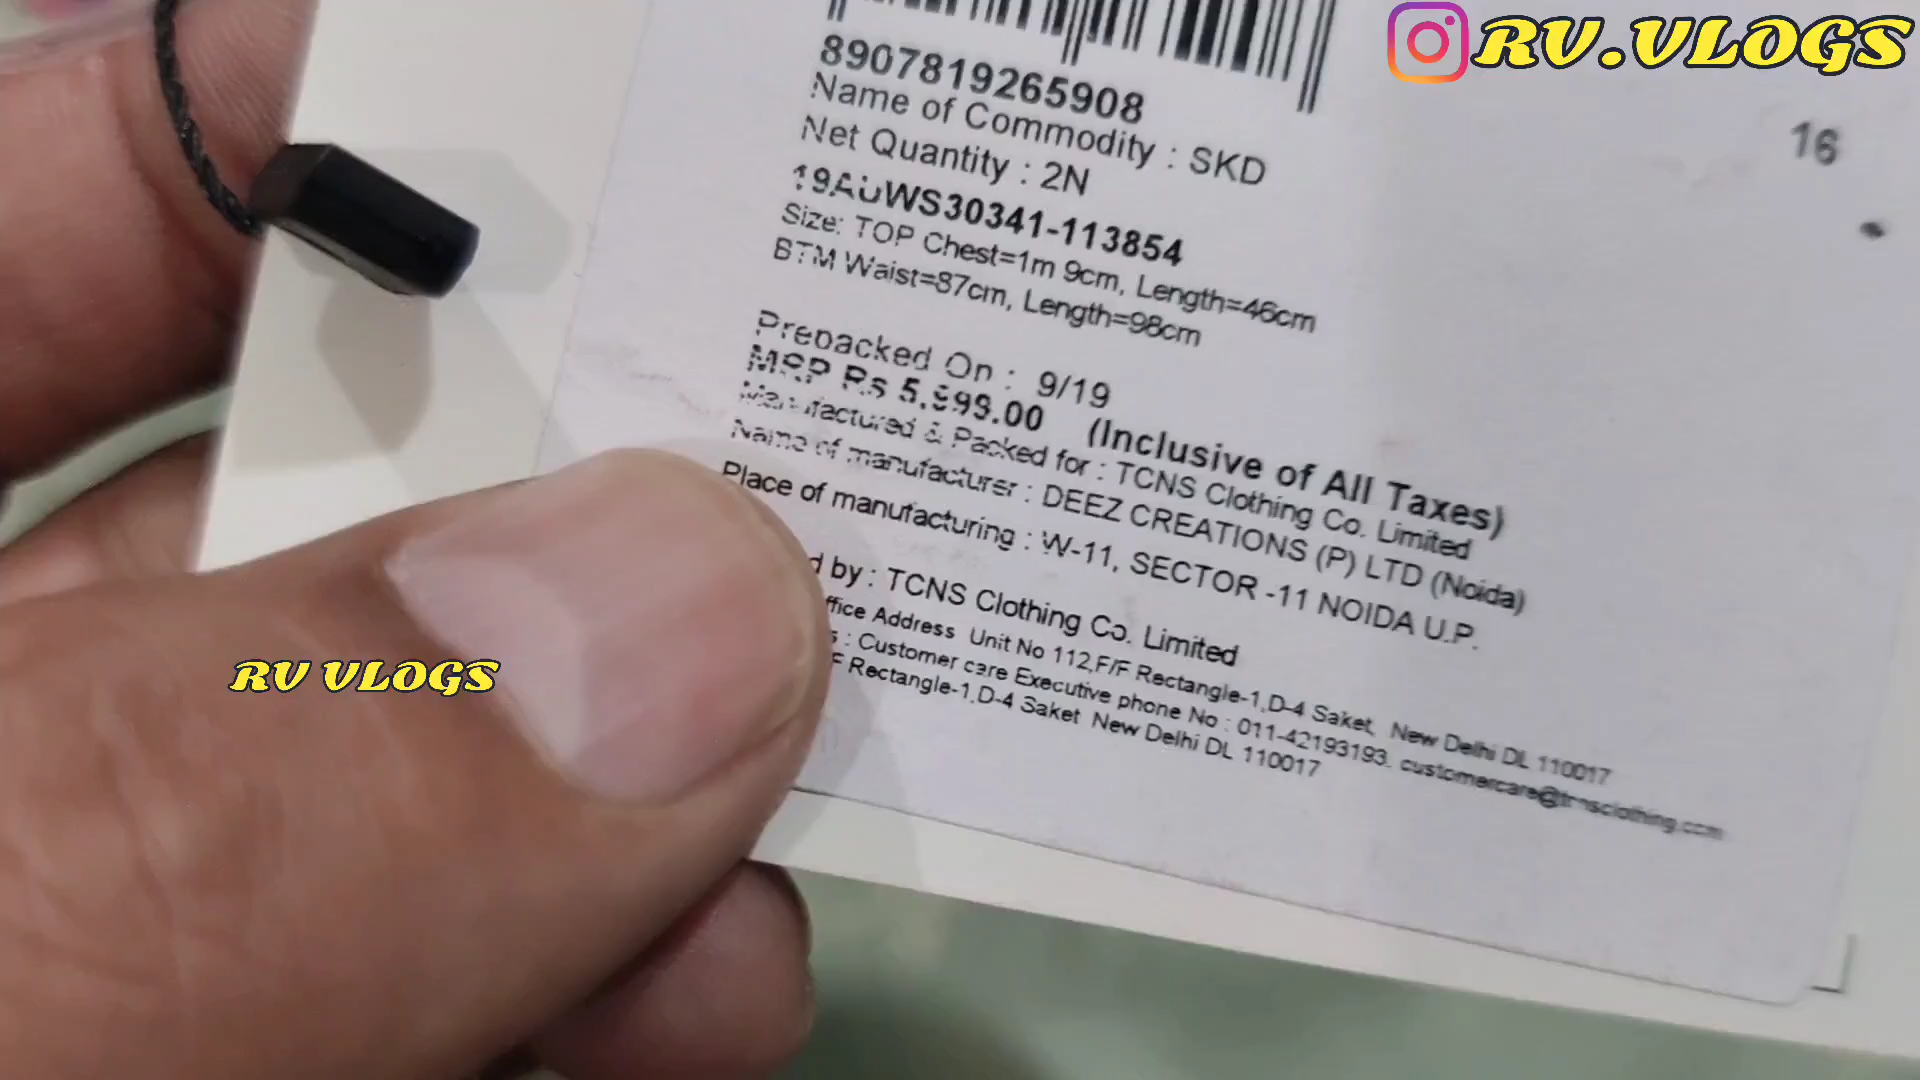 RV.VLOGS
16
8907819265908
Name of Commodity : SKD
Net Quantity : 2N
19AUWS30341-113854
Size: TOP Chest=1m 9cm, Length=46cm
BTM Waist=87cm, Length=98cm
Prepacked On : 9/19
MRP Rs 5,999.00 (Inclusive of All Taxes)
Manufactured & Packed for : TCNS Clothing Co. Limited
Name of manufacturer : DEEZ CREATIONS (P) LTD (Noida)
Place of manufacturing : W-11, SECTOR -11 NOIDA U.P.
d by : TCNS Clothing Co. Limited
ffice Address Unit No 112,F/F Rectangle-1,D-4 Saket, New Delhi DL 110017
s : Customer care Executive phone No : 011-42193193. customercare@tcnsclothing.com
F Rectangle-1,D-4 Saket New Delhi DL 110017
RV VLOGS